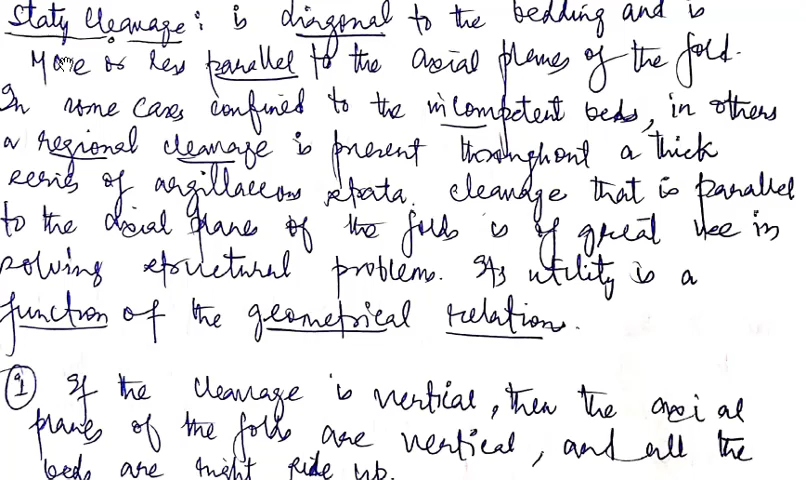 Slaty cleavage: is diagonal to the bedding and is
More or less parallel to the axial planes of the fold.
In some cases confined to the incompetent beds, in others
a regional cleavage is present throughout a thick
series of argillaceous strata. cleavage that is parallel
to the axial planes of the folds is of great use in
solving structural problem. Its utility is a
function of the geometrical relation.
① If the cleavage is vertical, then the axial
planes of the folds are vertical, and all the
beds are right side up.